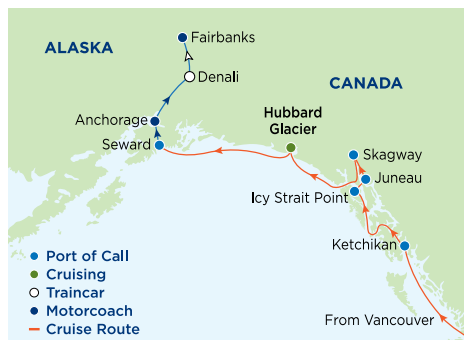 Fairbanks
ALASKA
Denali
CANADA
Anchorage
Hubbard
Glacier
Seward
Skagway
Juneau
Icy Strait Point
Ketchikan
Port of Call
Cruising
Traincar
Motorcoach
Cruise Route
From Vancouver